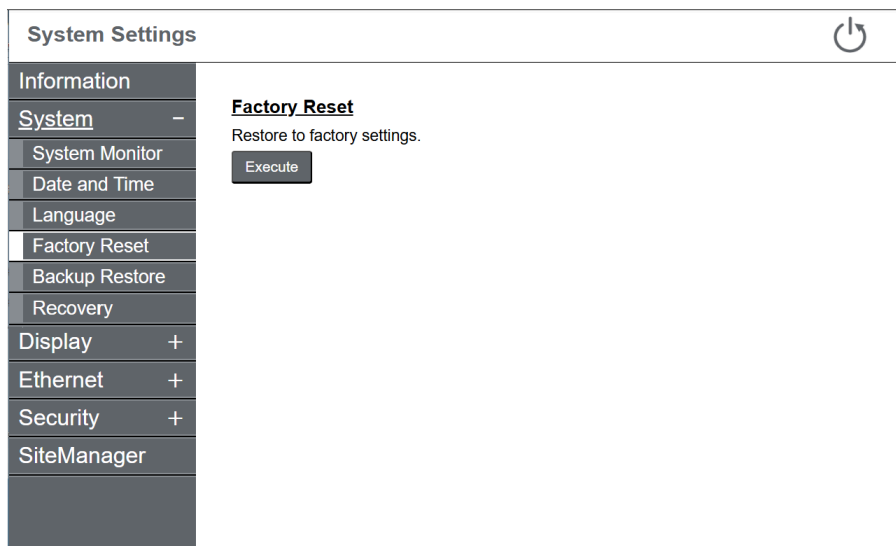 System Settings
Information
System −
System Monitor
Date and Time
Language
Factory Reset
Backup Restore
Recovery
Display +
Ethernet +
Security +
SiteManager
Factory Reset
Restore to factory settings.
Execute